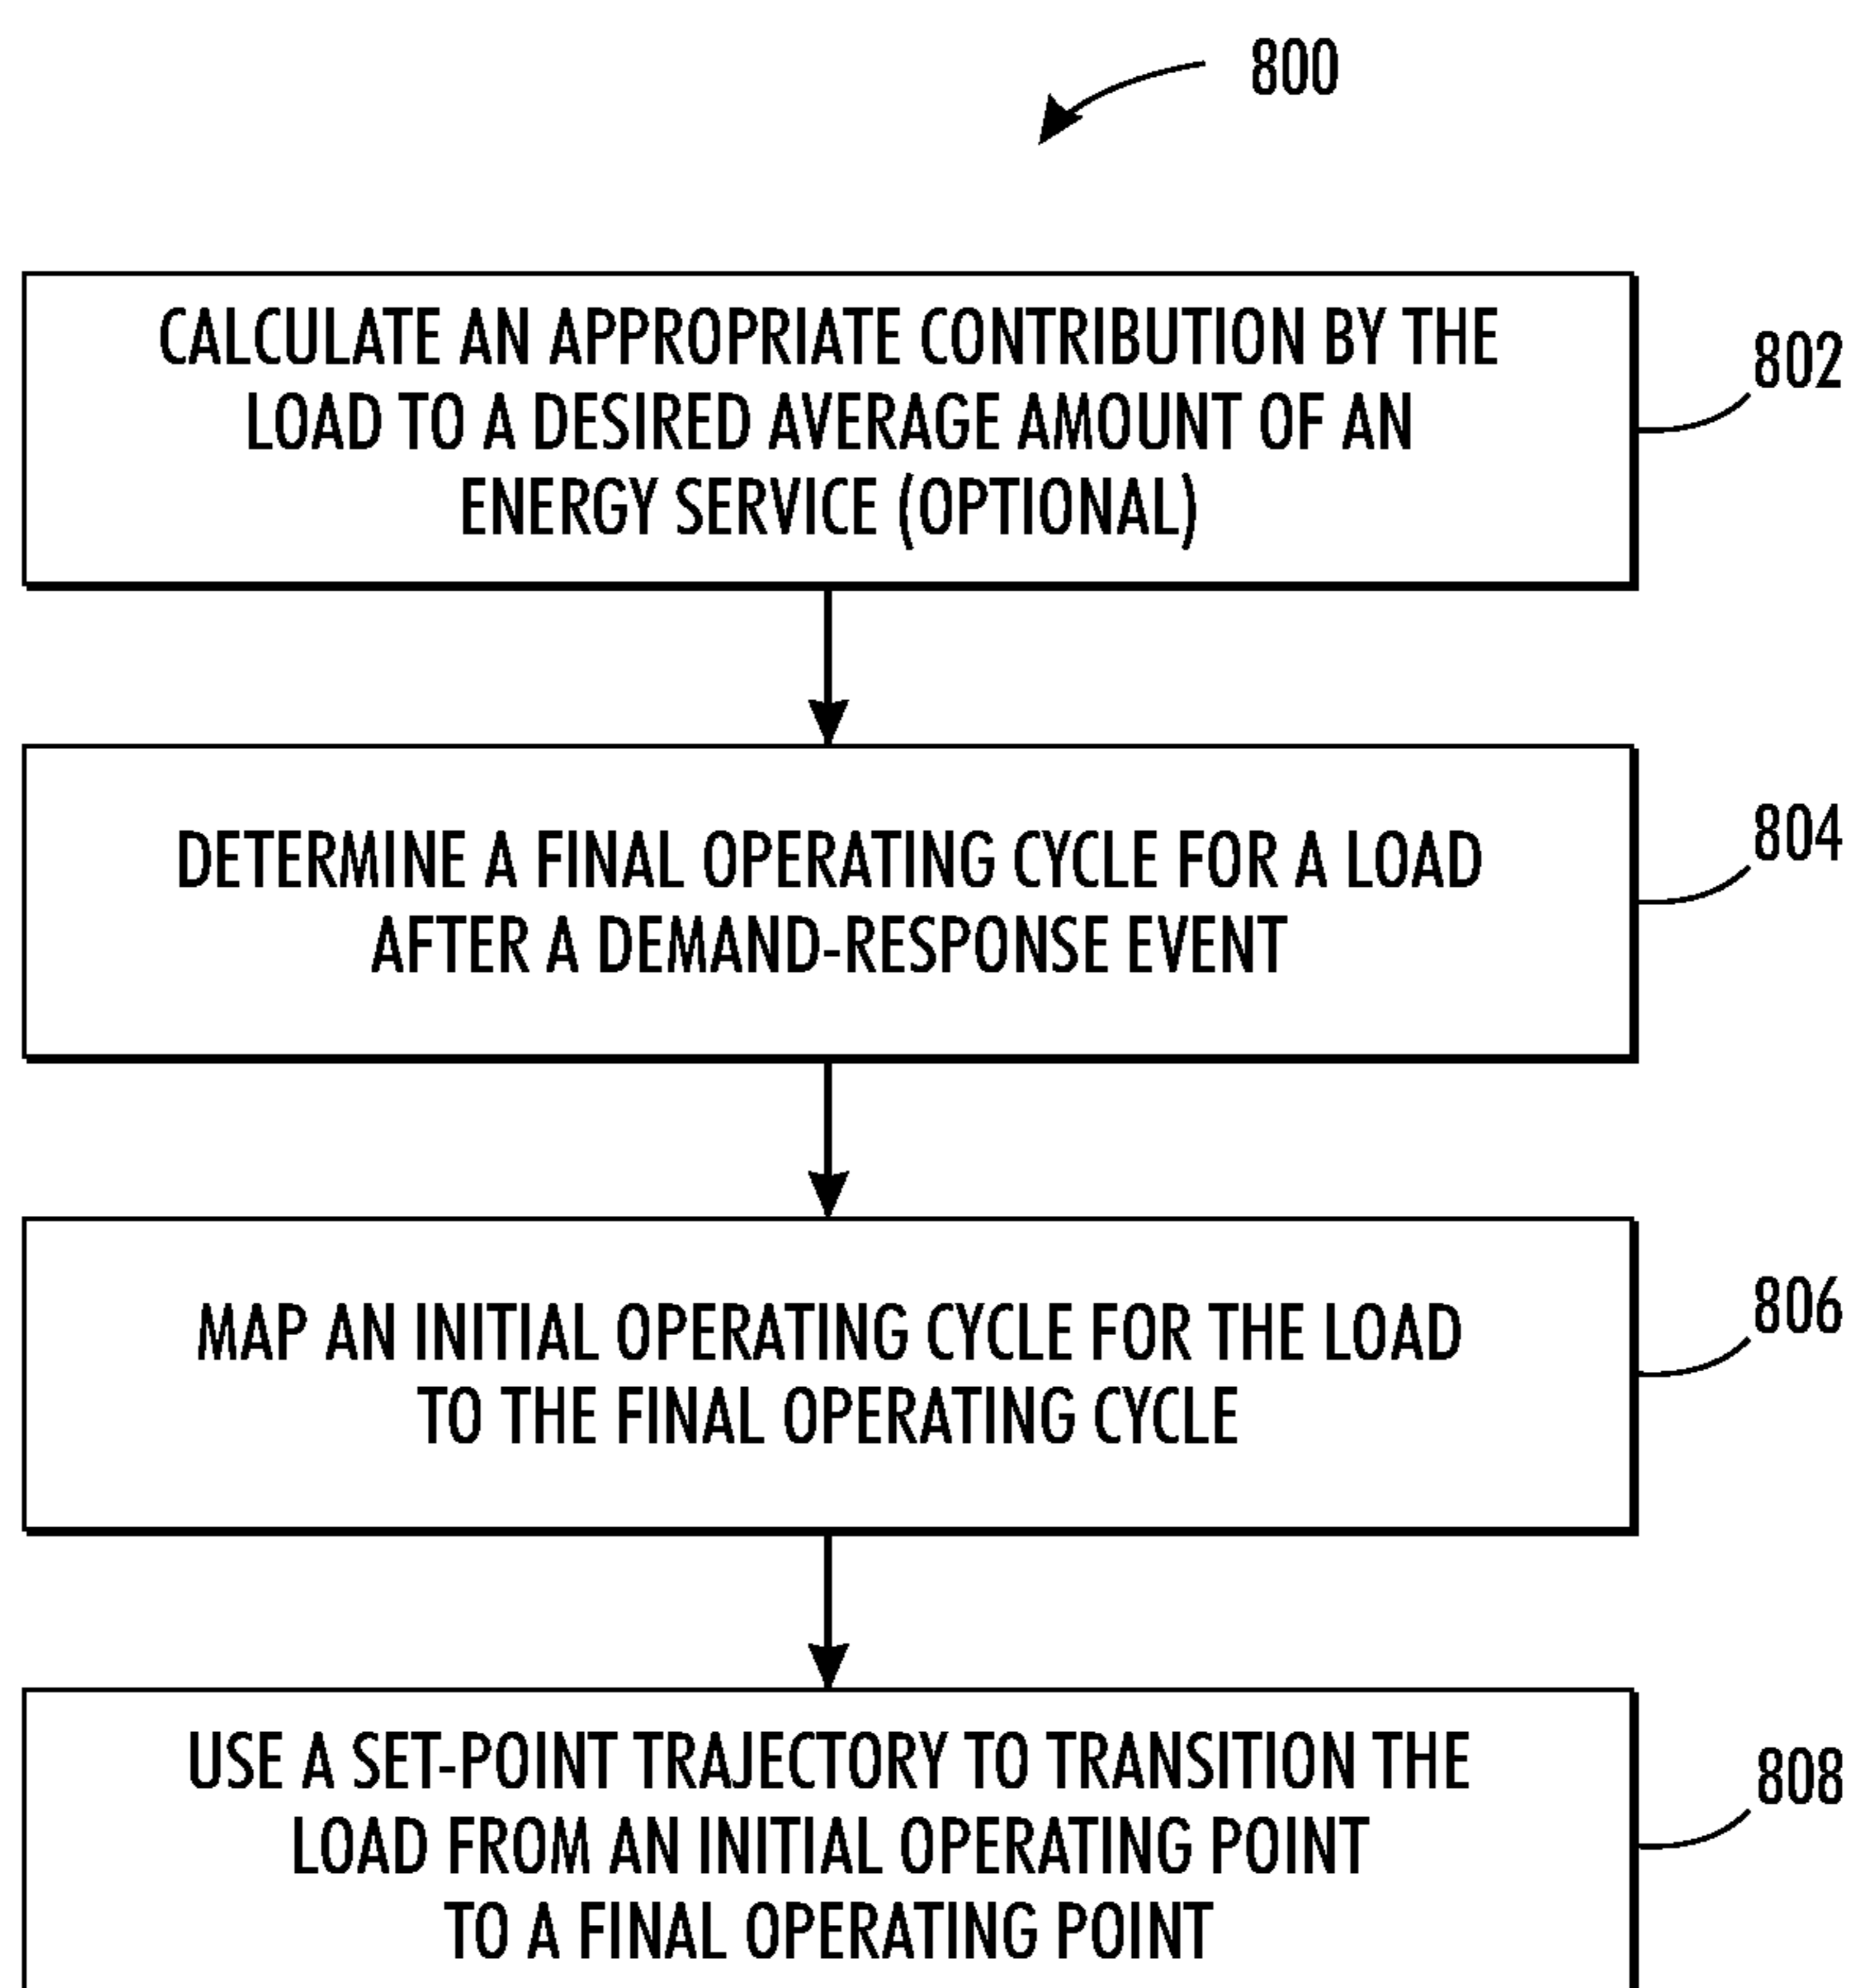 800
CALCULATE AN APPROPRIATE CONTRIBUTION BY THE
LOAD TO A DESIRED AVERAGE AMOUNT OF AN
ENERGY SERVICE (OPTIONAL)
802
DETERMINE A FINAL OPERATING CYCLE FOR A LOAD
AFTER A DEMAND-RESPONSE EVENT
804
MAP AN INITIAL OPERATING CYCLE FOR THE LOAD
TO THE FINAL OPERATING CYCLE
806
USE A SET-POINT TRAJECTORY TO TRANSITION THE
LOAD FROM AN INITIAL OPERATING POINT
TO A FINAL OPERATING POINT
808